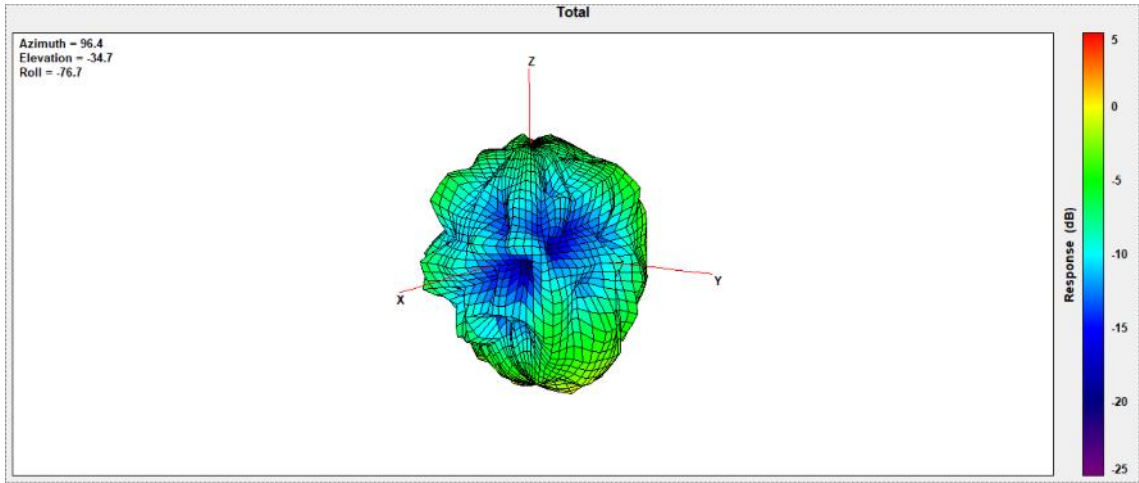 Total
Azimuth = 96.4
Elevation = -34.7
Roll = -76.7
Z
Y
X
5
0
-5
-10
-15
-20
-25
Response (dB)